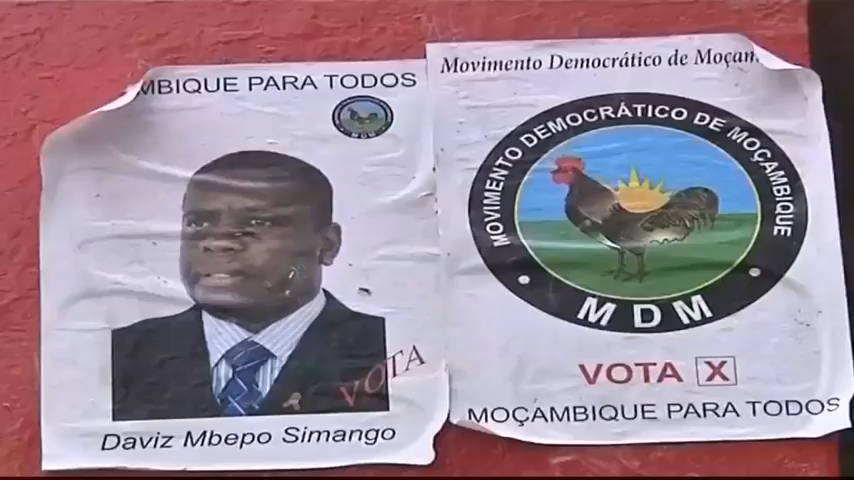 MBIQUE PARA TODOS
MDM
VOTA
Daviz Mbepo Simango
Movimento Democrático de Moçam
MOVIMENTO DEMOCRÁTICO DE MOÇAMBIQUE
MDM
VOTA X
MOÇAMBIQUE PARA TODOS